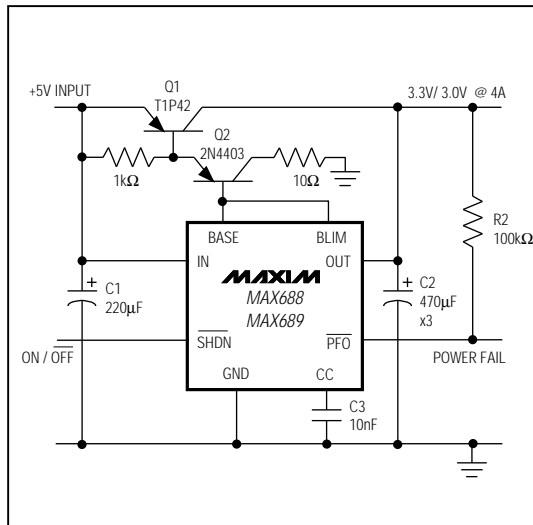 Q1
T1P42
+5V INPUT
3.3V/ 3.0V @ 4A
Q2
2N4403
1kΩ
10Ω
R2
100kΩ
BASE
BLIM
IN
MAXIM
OUT
MAX688
MAX689
C1
220µF
C2
470µF
x3
SHDN
PFO
ON / OFF
POWER FAIL
GND
CC
C3
10nF